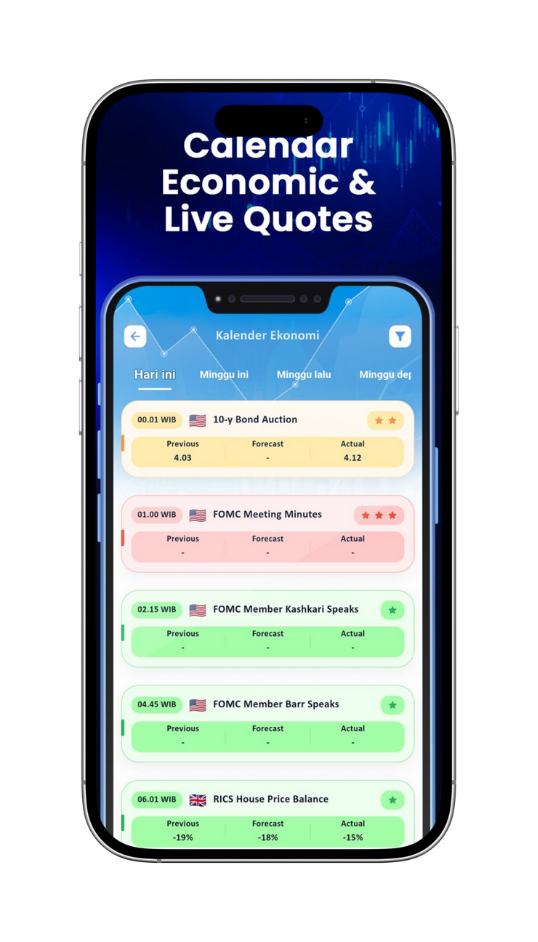 Calendar
Economic &
Live Quotes
Kalender Ekonomi
Hari ini Minggu ini Minggu lalu Minggu dep
00.01 WIB 10-y Bond Auction
Previous Forecast Actual
4.03 - 4.12
01.00 WIB FOMC Meeting Minutes
Previous Forecast Actual
- - -
02.15 WIB FOMC Member Kashkari Speaks
Previous Forecast Actual
- - -
04.45 WIB FOMC Member Barr Speaks
Previous Forecast Actual
- - -
06.01 WIB RICS House Price Balance
Previous Forecast Actual
-19% -18% -15%